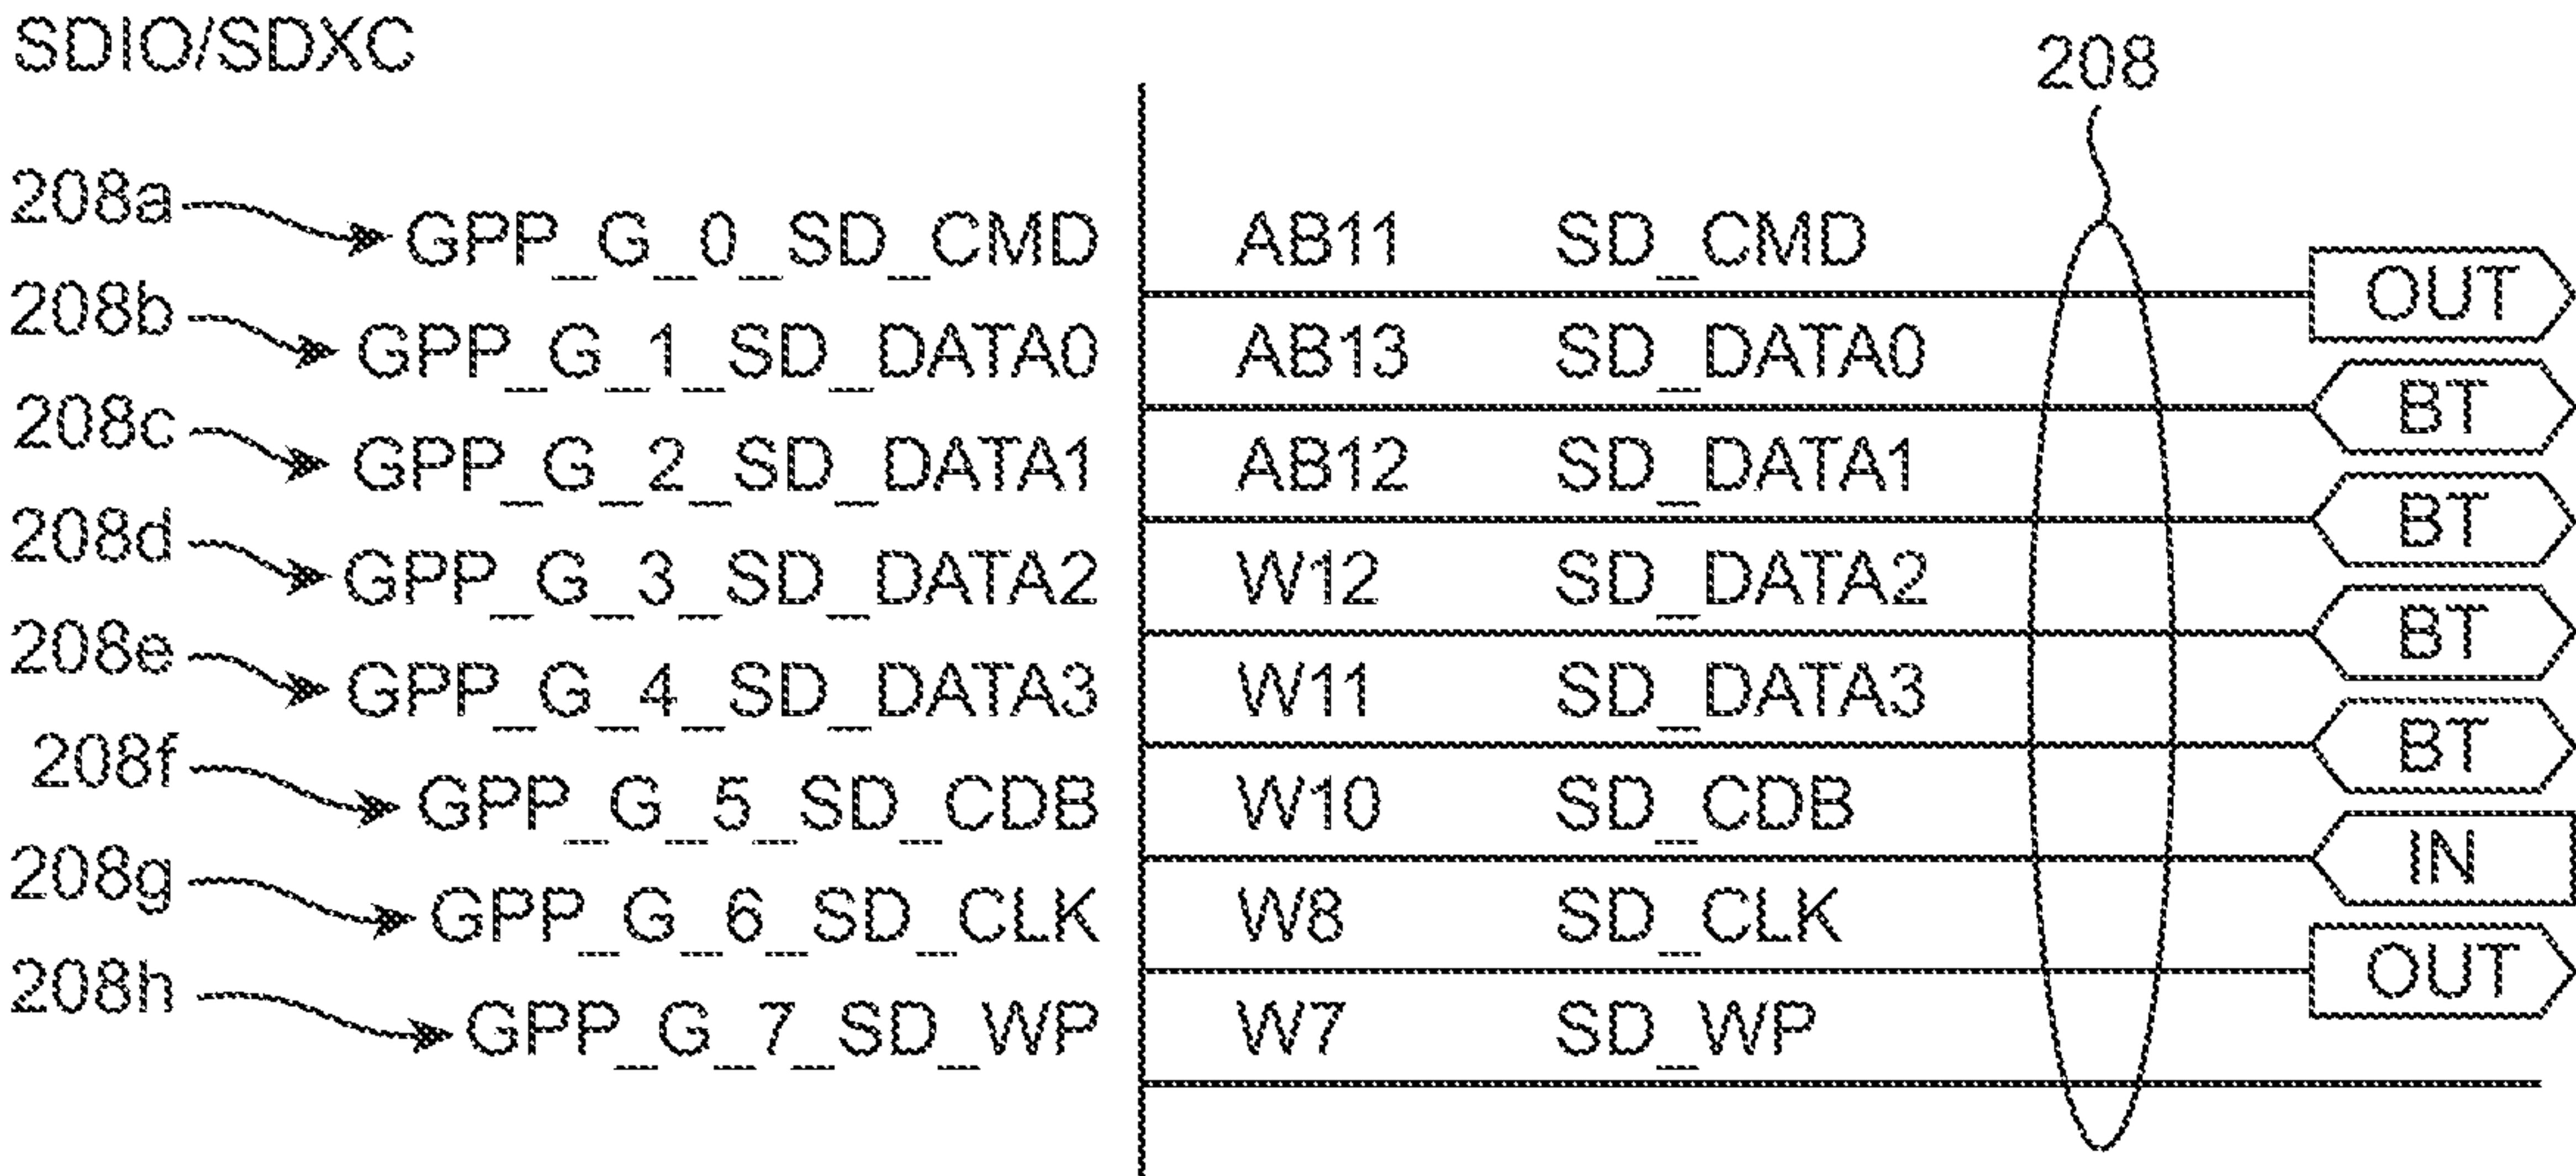 SDIO/SDXC
208
208a GPP_G_0_SD_CMD AB11 SD_CMD OUT
208b GPP_G_1_SD_DATA0 AB13 SD_DATA0 BT
208c GPP_G_2_SD_DATA1 AB12 SD_DATA1 BT
208d GPP_G_3_SD_DATA2 W12 SD_DATA2 BT
208e GPP_G_4_SD_DATA3 W11 SD_DATA3 BT
208f GPP_G_5_SD_CDB W10 SD_CDB IN
208g GPP_G_6_SD_CLK W8 SD_CLK OUT
208h GPP_G_7_SD_WP W7 SD_WP